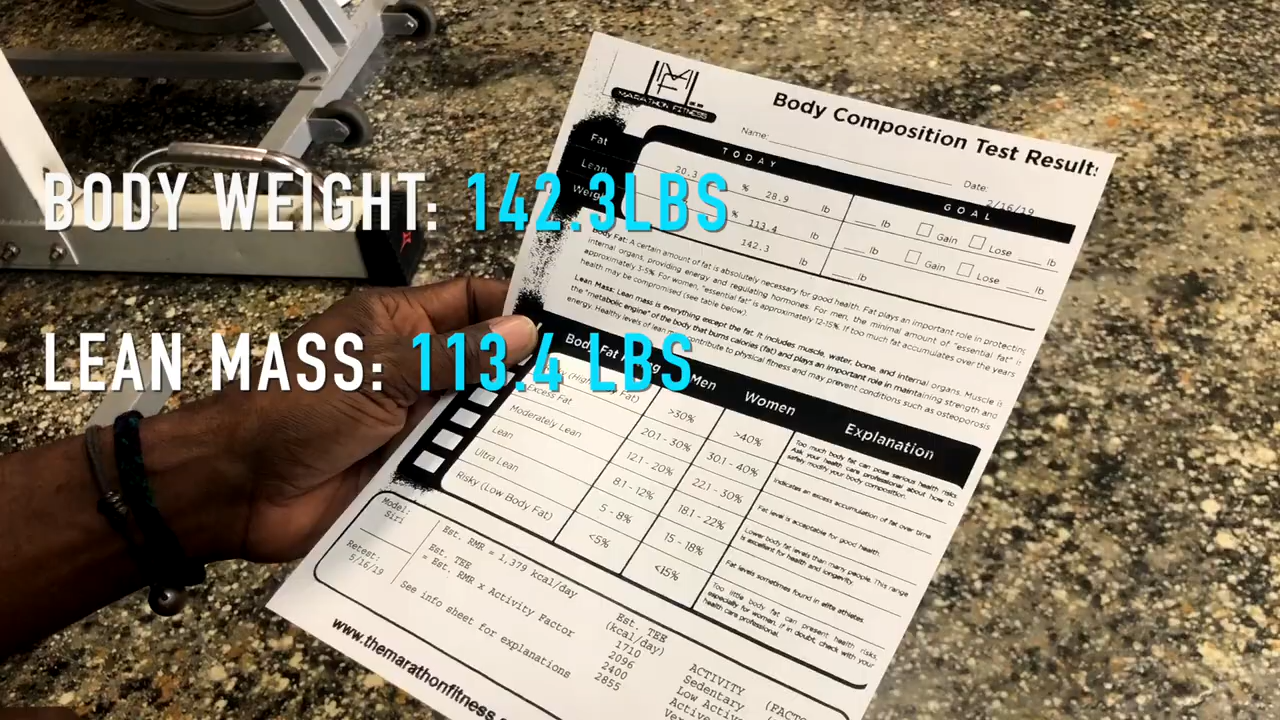 BODY WEIGHT: 142.3LBS
LEAN MASS: 113.4 LBS
MARATHON FITNESS
Body Composition Test Results
Name:
Date:
2/16/19
TODAY
GOAL
Fat
20.3 % 28.9 lb
lb Gain Lose lb
Lean
% 113.4 lb
lb Gain Lose lb
Weight
142.3 lb
lb
Body Fat: A certain amount of fat is absolutely necessary for good health. Fat plays an important role in protecting
internal organs, providing energy and regulating hormones. For men, the minimal amount of "essential fat" is
approximately 3-5%. For women, "essential fat" is approximately 12-15%. If too much fat accumulates over the years
health may be compromised (see table below).
Lean Mass: Lean mass is everything except the fat. It includes muscle, water, bone, and internal organs. Muscle is
the "metabolic engine" of the body that burns calories (fat) and plays an important role in maintaining strength and
energy. Healthy levels of lean contribute to physical fitness and may prevent conditions such as osteoporosis
Body Fat Men Women Explanation
(High Fat) >30% >40% Too much body fat can pose serious health risks.
Ask your health care professional about how to
safely modify your body composition.
Excess Fat 20.1 - 30% 30.1 - 40% Indicates an excess accumulation of fat over time.
Moderately Lean 12.1 - 20% 22.1 - 30% Fat level is acceptable for good health.
Lean 8.1 - 12% 18.1 - 22% Lower body fat levels than many people. This range
is excellent for health and longevity.
Ultra Lean 5 - 8% 15 - 18% Fat levels sometimes found in elite athletes.
Risky (Low Body Fat) <5% <15% Too little body fat can present health risks,
especially for women. If in doubt, check with your
health care professional.
Model:
Siri
Retest:
5/16/19
Est. RMR = 1,379 kcal/day
Est. TEE
= Est. RMR x Activity Factor
See info sheet for explanations
Est. TEE
(kcal/day)
1710
2096
2400
2855
ACTIVITY (FACTO
Sedentary
Low Activ
Active
Ver
www.themarathonfitness.